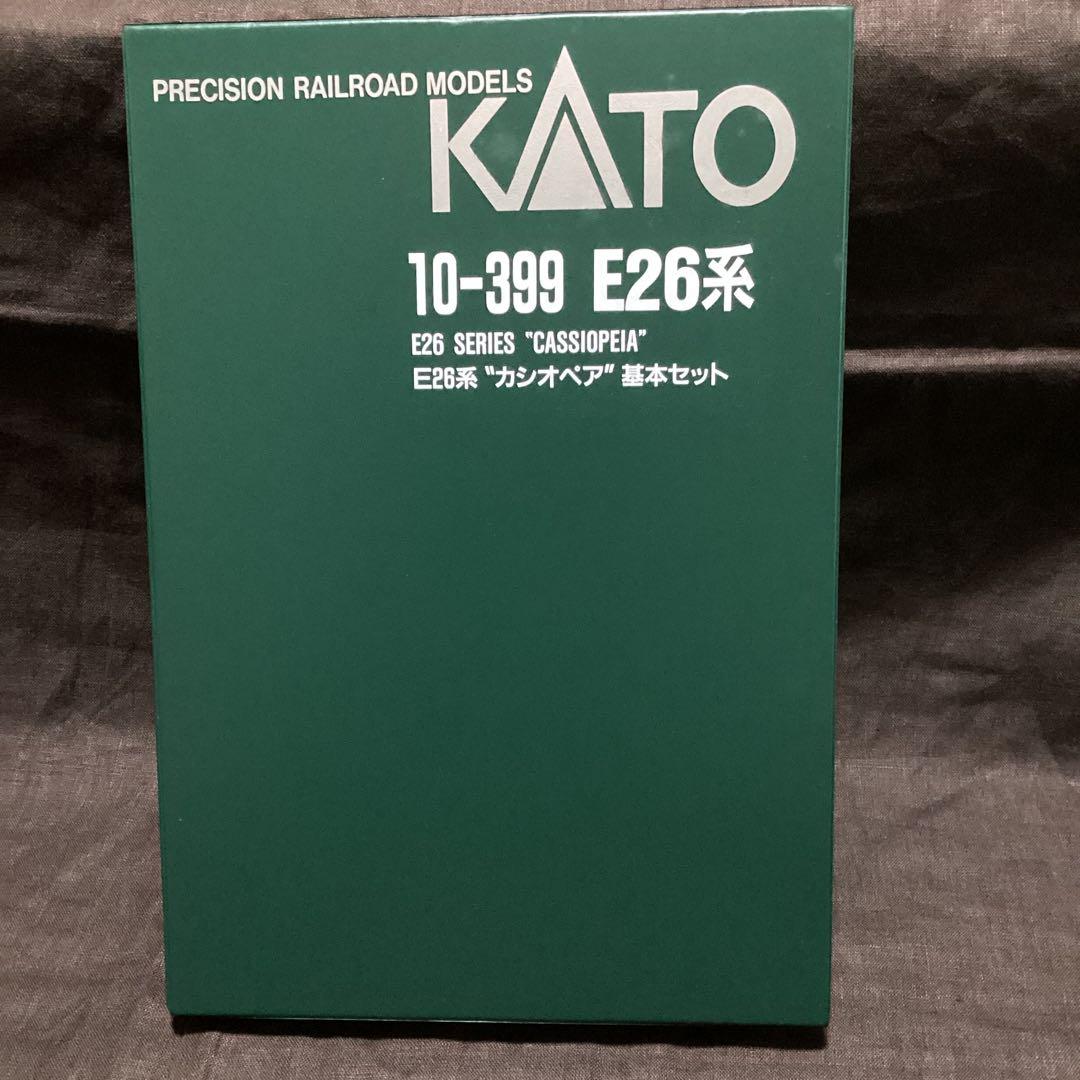 PRECISION RAILROAD MODELS
KATO
10-399 E26系
E26 SERIES "CASSIOPEIA"
E26系 "カシオペア" 基本セット